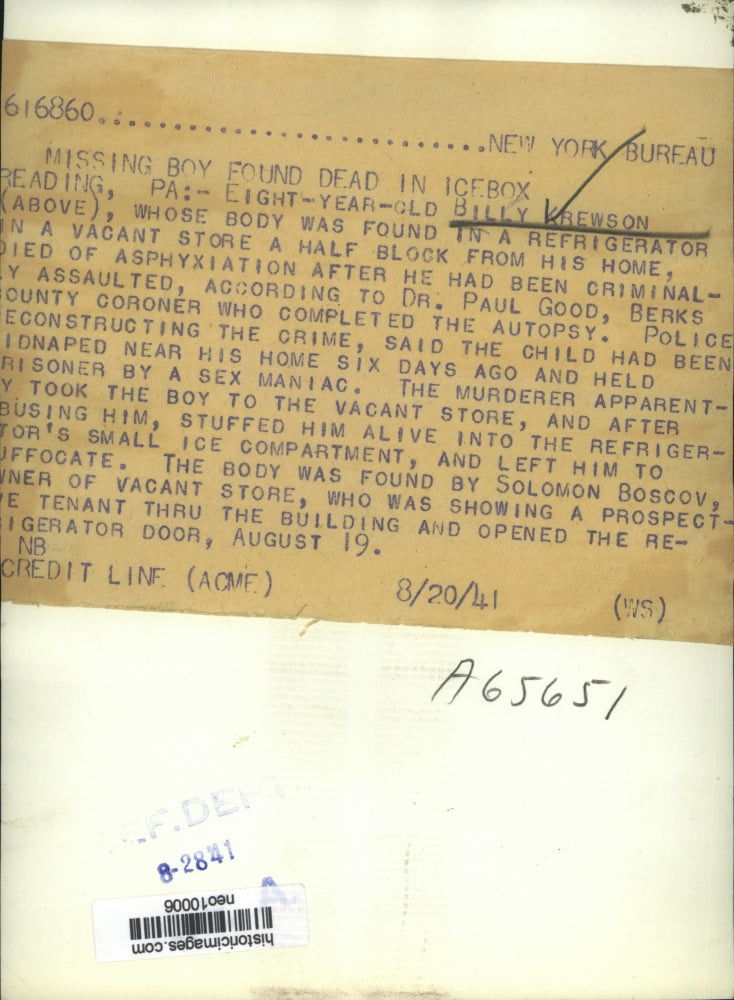 616860.............................NEW YORK BUREAU
MISSING BOY FOUND DEAD IN ICEBOX
READING, PA:- EIGHT-YEAR-OLD BILLY KREWSON
(ABOVE), WHOSE BODY WAS FOUND IN A REFRIGERATOR
IN A VACANT STORE A HALF BLOCK FROM HIS HOME,
DIED OF ASPHYXIATION AFTER HE HAD BEEN CRIMINAL-
LY ASSAULTED, ACCORDING TO DR. PAUL GOOD, BERKS
COUNTY CORONER WHO COMPLETED THE AUTOPSY. POLICE
RECONSTRUCTING THE CRIME, SAID THE CHILD HAD BEEN
KIDNAPED NEAR HIS HOME SIX DAYS AGO AND HELD
PRISONER BY A SEX MANIAC. THE MURDERER APPARENT-
LY TOOK THE BOY TO THE VACANT STORE, AND AFTER
ABUSING HIM, STUFFED HIM ALIVE INTO THE REFRIGER-
ATOR'S SMALL ICE COMPARTMENT, AND LEFT HIM TO
SUFFOCATE. THE BODY WAS FOUND BY SOLOMON BOSCOV,
OWNER OF VACANT STORE, WHO WAS SHOWING A PROSPECT-
IVE TENANT THRU THE BUILDING AND OPENED THE RE-
FRIGERATOR DOOR, AUGUST 19.
NB
CREDIT LINE (ACME) 8/20/41 (WS)
A65651
EF. DEPT.
8-28'41
A.
neo10006
historicimages.com